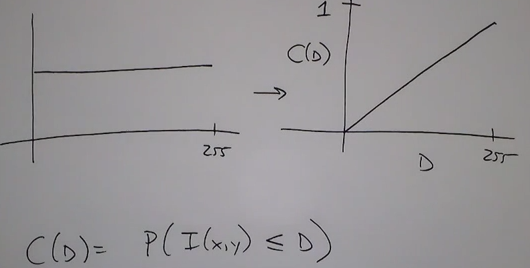 1
C(D)
→
255
D
255
C(D) = P( I(x,y) ≤ D )